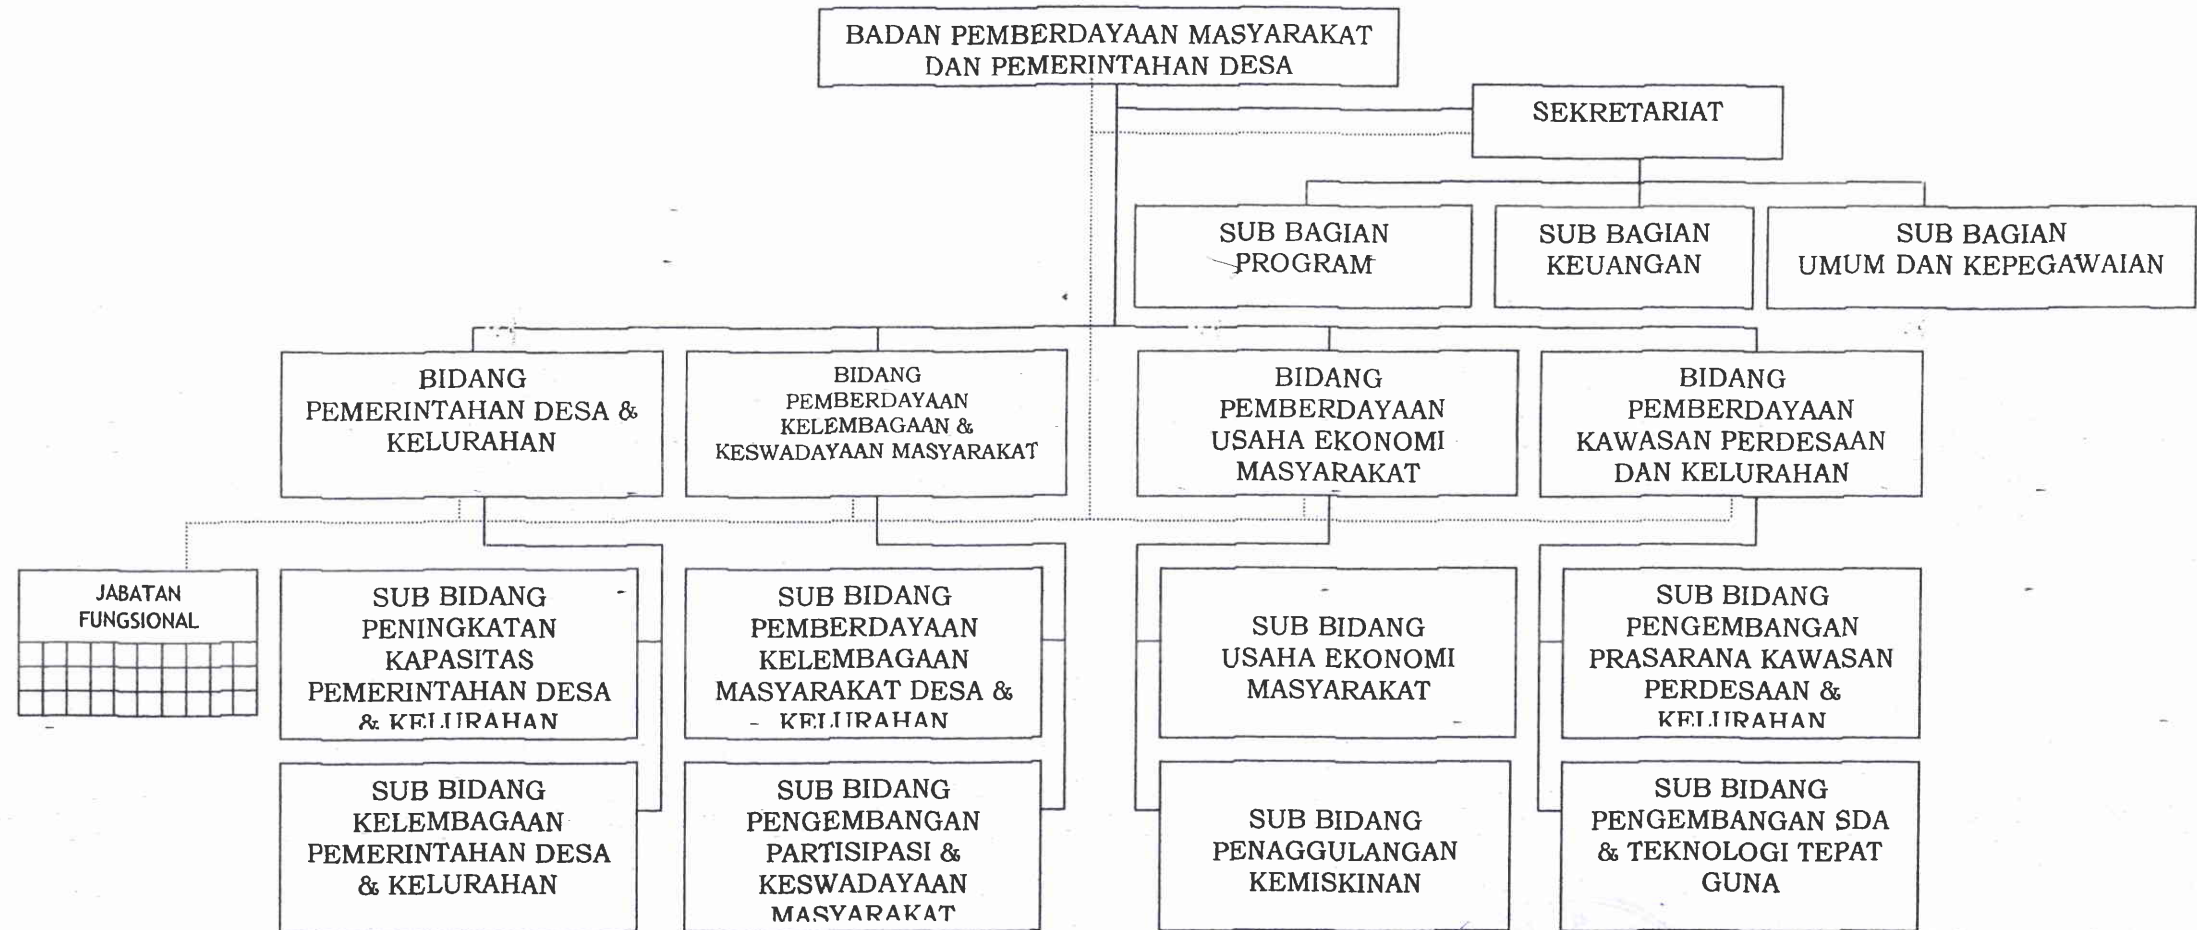 BADAN PEMBERDAYAAN MASYARAKAT
DAN PEMERINTAHAN DESA
SEKRETARIAT
SUB BAGIAN
PROGRAM
SUB BAGIAN
KEUANGAN
SUB BAGIAN
UMUM DAN KEPEGAWAIAN
BIDANG
PEMERINTAHAN DESA &
KELURAHAN
BIDANG
PEMBERDAYAAN
KELEMBAGAAN &
KESWADAYAAN MASYARAKAT
BIDANG
PEMBERDAYAAN
USAHA EKONOMI
MASYARAKAT
BIDANG
PEMBERDAYAAN
KAWASAN PERDESAAN
DAN KELURAHAN
JABATAN
FUNGSIONAL
SUB BIDANG
PENINGKATAN
KAPASITAS
PEMERINTAHAN DESA
& KELURAHAN
SUB BIDANG
PEMBERDAYAAN
KELEMBAGAAN
MASYARAKAT DESA &
KELURAHAN
SUB BIDANG
USAHA EKONOMI
MASYARAKAT
SUB BIDANG
PENGEMBANGAN
PRASARANA KAWASAN
PERDESAAN &
KELURAHAN
SUB BIDANG
KELEMBAGAAN
PEMERINTAHAN DESA
& KELURAHAN
SUB BIDANG
PENGEMBANGAN
PARTISIPASI &
KESWADAYAAN
MASYARAKAT
SUB BIDANG
PENAGGULANGAN
KEMISKINAN
SUB BIDANG
PENGEMBANGAN SDA
& TEKNOLOGI TEPAT
GUNA